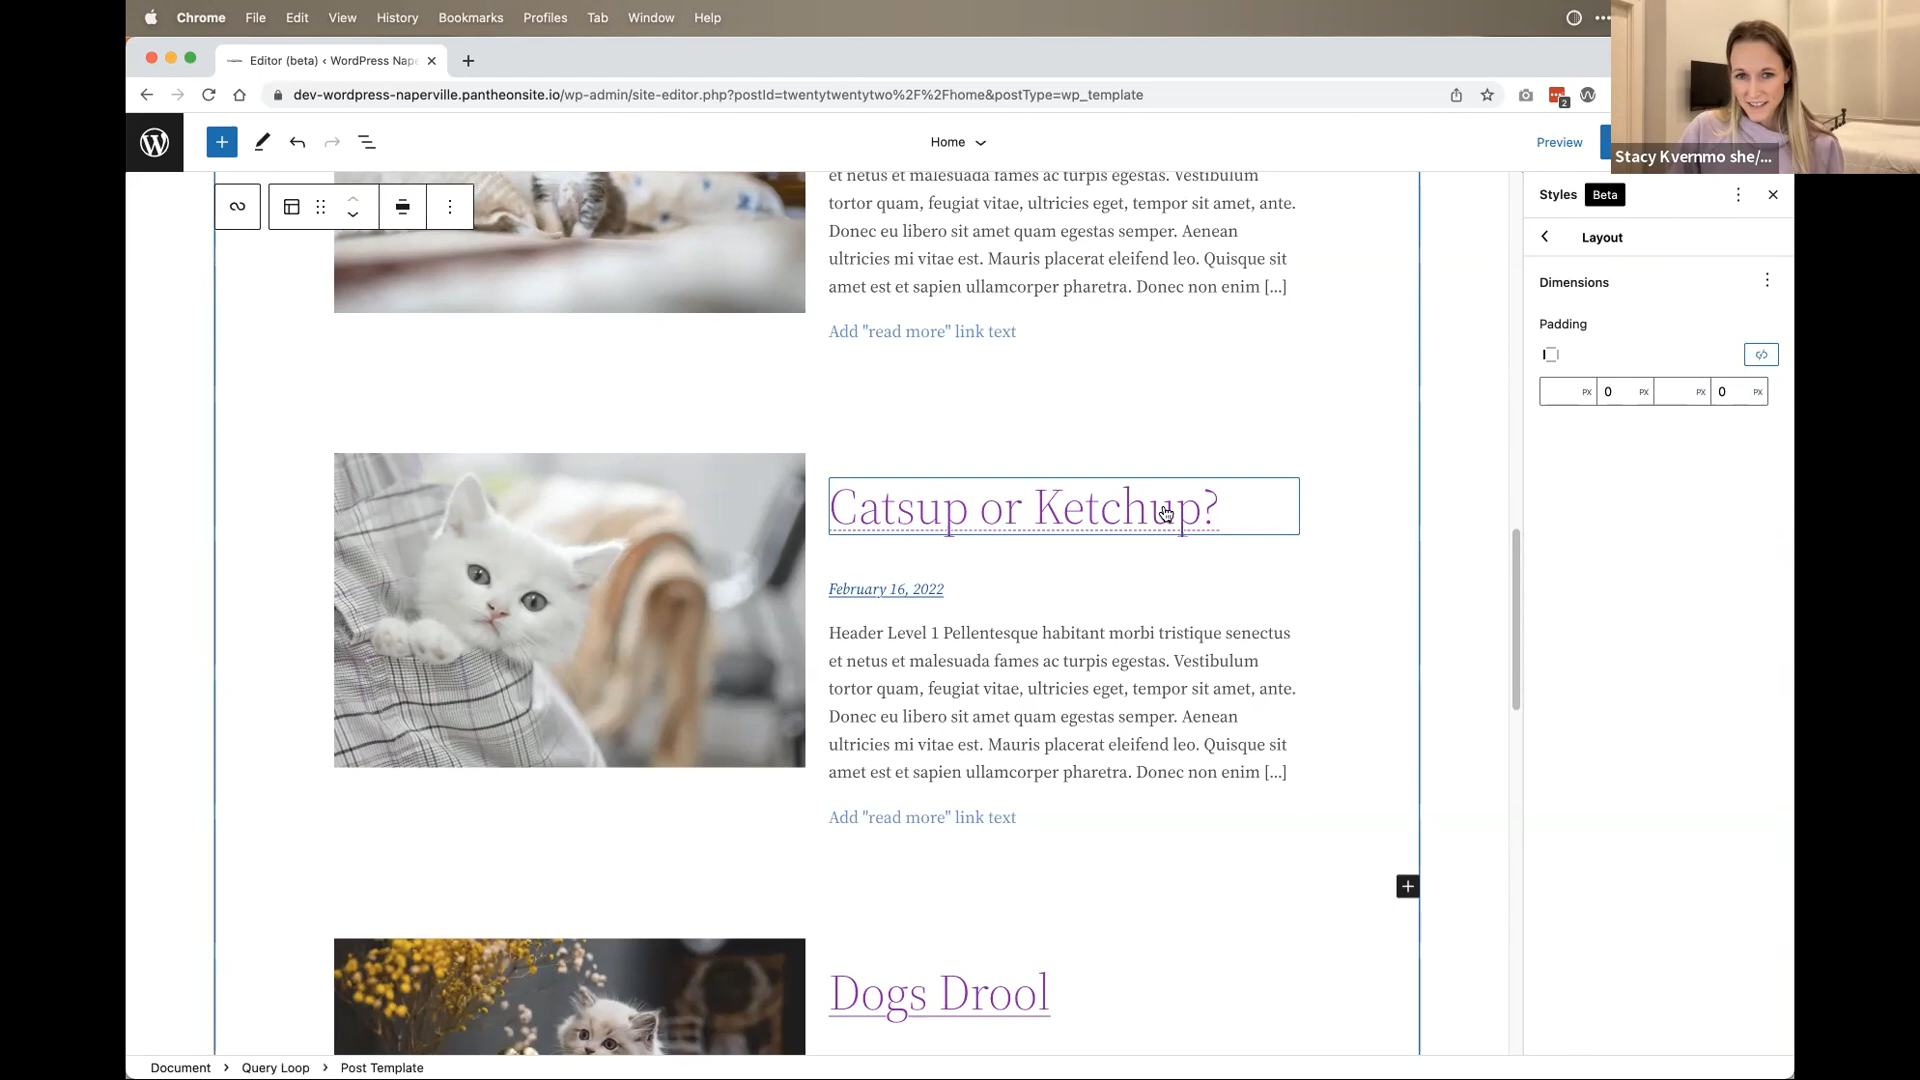 Chrome File Edit View History Bookmarks Profiles Tab Window Help
Editor (beta) ‹ WordPress Nape
dev-wordpress-naperville.pantheonsite.io/wp-admin/site-editor.php?postId=twentytwentytwo%2F%2Fhome&postType=wp_template
2
Home
Preview
Stacy Kvernmo she/...
Styles Beta
Layout
Dimensions
Padding
PX 0 PX PX 0 PX
et netus et malesuada fames ac turpis egestas. Vestibulum
tortor quam, feugiat vitae, ultricies eget, tempor sit amet, ante.
Donec eu libero sit amet quam egestas semper. Aenean
ultricies mi vitae est. Mauris placerat eleifend leo. Quisque sit
amet est et sapien ullamcorper pharetra. Donec non enim [...]
Add "read more" link text
Catsup or Ketchup?
February 16, 2022
Header Level 1 Pellentesque habitant morbi tristique senectus
et netus et malesuada fames ac turpis egestas. Vestibulum
tortor quam, feugiat vitae, ultricies eget, tempor sit amet, ante.
Donec eu libero sit amet quam egestas semper. Aenean
ultricies mi vitae est. Mauris placerat eleifend leo. Quisque sit
amet est et sapien ullamcorper pharetra. Donec non enim [...]
Add "read more" link text
Dogs Drool
Document › Query Loop › Post Template